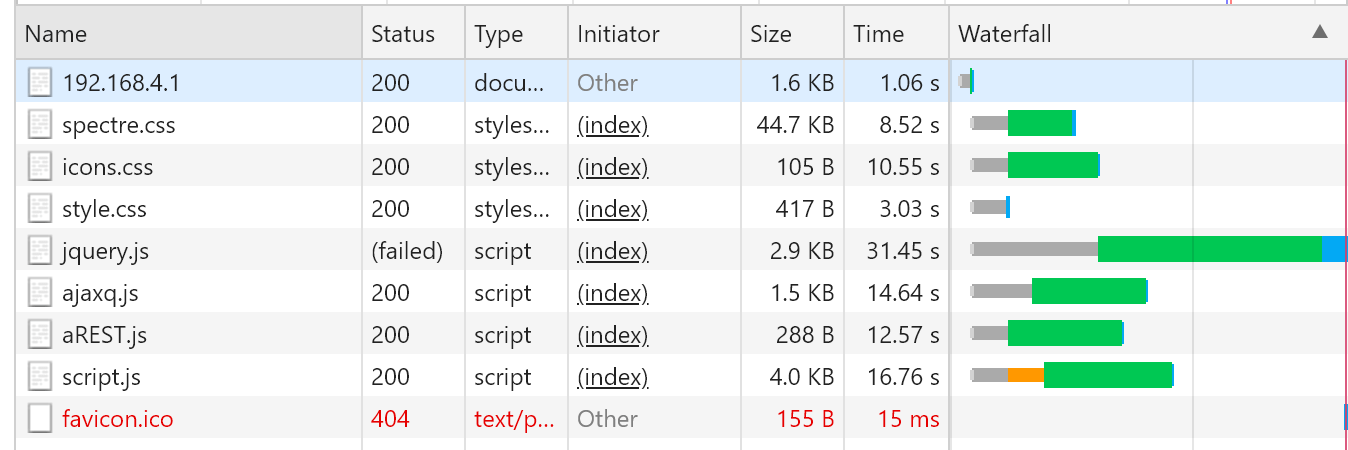 Name Status Type Initiator Size Time Waterfall
192.168.4.1 200 docu... Other 1.6 KB 1.06 s
spectre.css 200 styles... (index) 44.7 KB 8.52 s
icons.css 200 styles... (index) 105 B 10.55 s
style.css 200 styles... (index) 417 B 3.03 s
jquery.js (failed) script (index) 2.9 KB 31.45 s
ajaxq.js 200 script (index) 1.5 KB 14.64 s
aREST.js 200 script (index) 288 B 12.57 s
script.js 200 script (index) 4.0 KB 16.76 s
favicon.ico 404 text/p... Other 155 B 15 ms